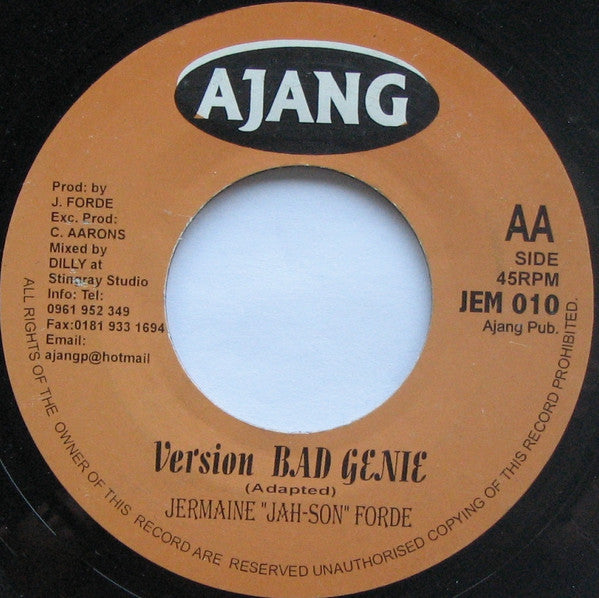 AJANG
Prod: by
J. FORDE
Exc. Prod:
C. AARONS
Mixed by
DILLY at
Stingray Studio
Info: Tel:
0961 952 349
Fax:0181 933 1694
Email:
ajangp@hotmail
AA
SIDE
45RPM
JEM 010
Ajang Pub.
Version BAD GENIE
(Adapted)
JERMAINE "JAH-SON" FORDE
ALL RIGHTS OF THE OWNER OF THIS RECORD ARE RESERVED UNAUTHORISED COPYING OF THIS RECORD PROHIBITED.